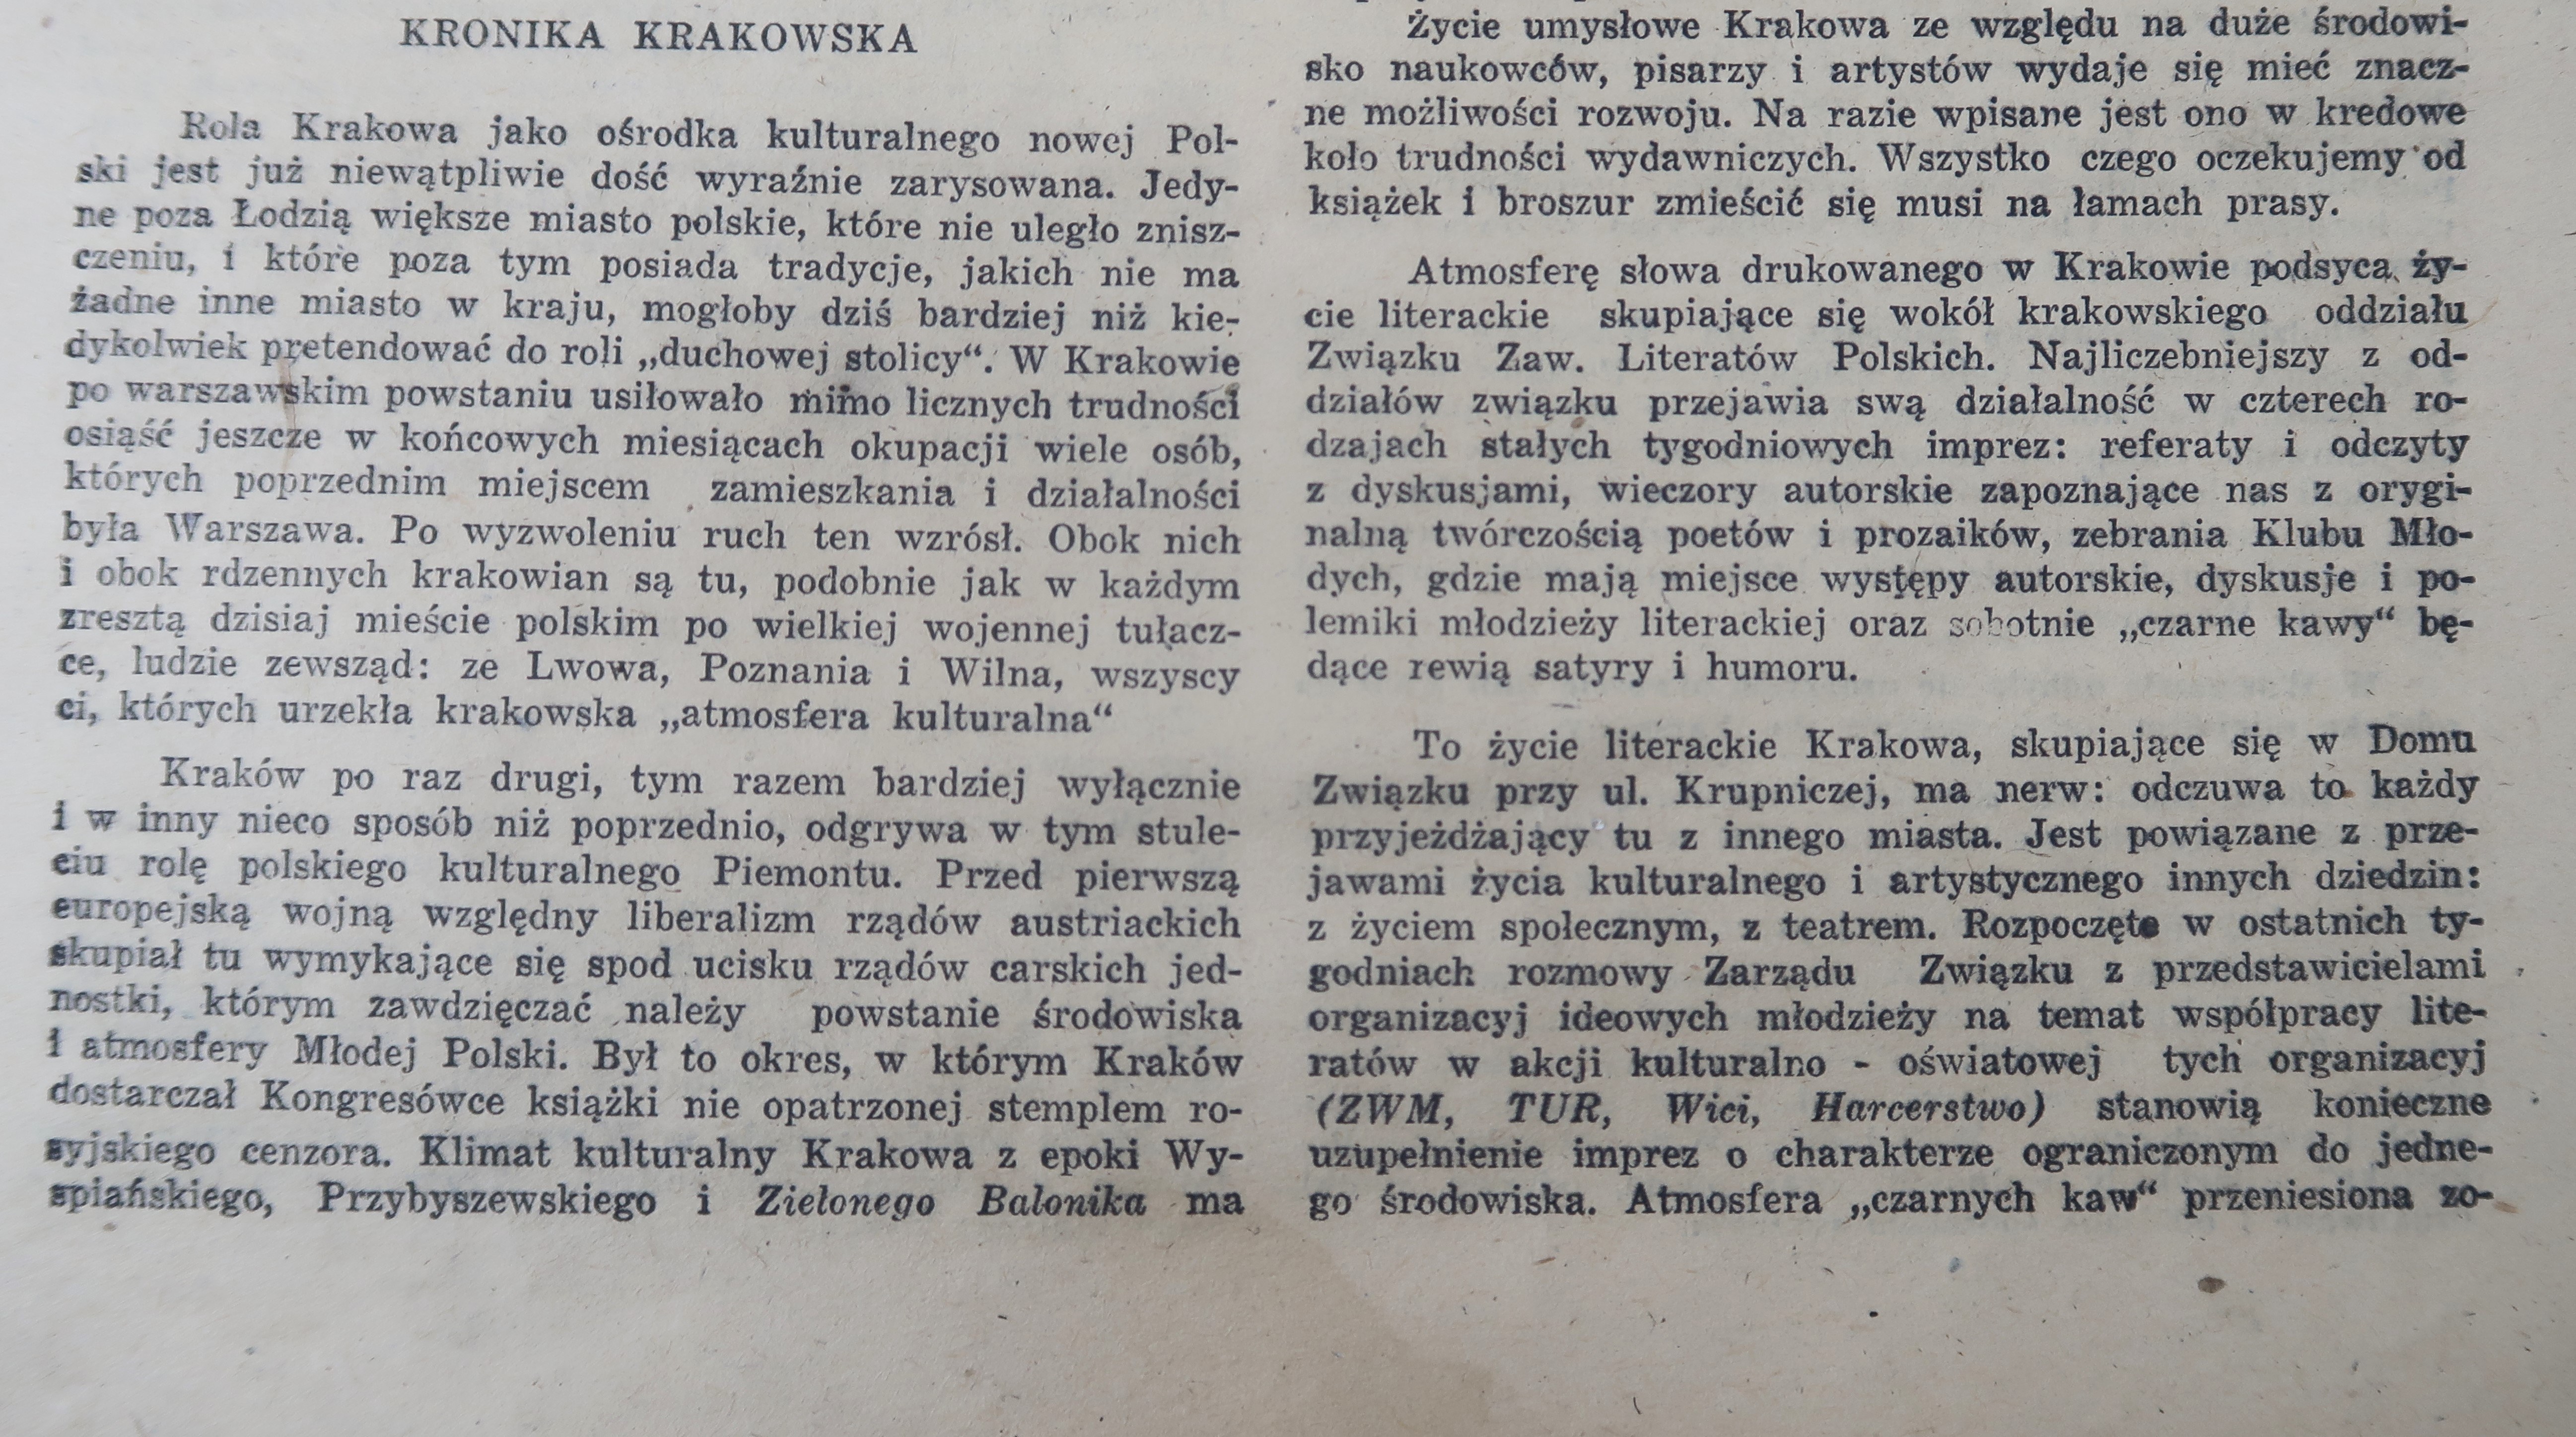 KRONIKA KRAKOWSKA
Rola Krakowa jako ośrodka kulturalnego nowej Pol-
ski jest już niewątpliwie dość wyraźnie zarysowana. Jedy-
ne poza Łodzią większe miasto polskie, które nie uległo znisz-
czeniu, i które poza tym posiada tradycje, jakich nie ma
żadne inne miasto w kraju, mogłoby dziś bardziej niż kie-
dykolwiek pretendować do roli „duchowej stolicy“. W Krakowie
po warszawskim powstaniu usiłowało mimo licznych trudności
osiąść jeszcze w końcowych miesiącach okupacji wiele osób,
których poprzednim miejscem zamieszkania i działalności
była Warszawa. Po wyzwoleniu ruch ten wzrósł. Obok nich
i obok rdzennych krakowian są tu, podobnie jak w każdym
zresztą dzisiaj mieście polskim po wielkiej wojennej tułacz-
ce, ludzie zewsząd: ze Lwowa, Poznania i Wilna, wszyscy
ci, których urzekła krakowska „atmosfera kulturalna“
Kraków po raz drugi, tym razem bardziej wyłącznie
i w inny nieco sposób niż poprzednio, odgrywa w tym stule-
ciu rolę polskiego kulturalnego Piemontu. Przed pierwszą
europejską wojną względny liberalizm rządów austriackich
skupiał tu wymykające się spod ucisku rządów carskich jed-
nostki, którym zawdzięczać należy powstanie środowiska
i atmosfery Młodej Polski. Był to okres, w którym Kraków
dostarczał Kongresówce książki nie opatrzonej stemplem ro-
syjskiego cenzora. Klimat kulturalny Krakowa z epoki Wy-
spiańskiego, Przybyszewskiego i Zielonego Balonika ma
Życie umysłowe Krakowa ze względu na duże środowi-
sko naukowców, pisarzy i artystów wydaje się mieć znacz-
ne możliwości rozwoju. Na razie wpisane jest ono w kredowe
koło trudności wydawniczych. Wszystko czego oczekujemy od
książek i broszur zmieścić się musi na łamach prasy.
Atmosferę słowa drukowanego w Krakowie podsyca ży-
cie literackie skupiające się wokół krakowskiego oddziału
Związku Zaw. Literatów Polskich. Najliczebniejszy z od-
działów związku przejawia swą działalność w czterech ro-
dzajach stałych tygodniowych imprez: referaty i odczyty
z dyskusjami, wieczory autorskie zapoznające nas z orygi-
nalną twórczością poetów i prozaików, zebrania Klubu Mło-
dych, gdzie mają miejsce występy autorskie, dyskusje i po-
lemiki młodzieży literackiej oraz sobotnie „czarne kawy“ bę-
dące rewią satyry i humoru.
To życie literackie Krakowa, skupiające się w Domu
Związku przy ul. Krupniczej, ma nerw: odczuwa to każdy
przyjeżdżający tu z innego miasta. Jest powiązane z prze-
jawami życia kulturalnego i artystycznego innych dziedzin:
z życiem społecznym, z teatrem. Rozpoczęte w ostatnich ty-
godniach rozmowy Zarządu Związku z przedstawicielami
organizacyj ideowych młodzieży na temat współpracy lite-
ratów w akcji kulturalno - oświatowej tych organizacyj
(ZWM, TUR, Wici, Harcerstwo) stanowią konieczne
uzupełnienie imprez o charakterze ograniczonym do jedne-
go środowiska. Atmosfera „czarnych kaw“ przeniesiona zo-